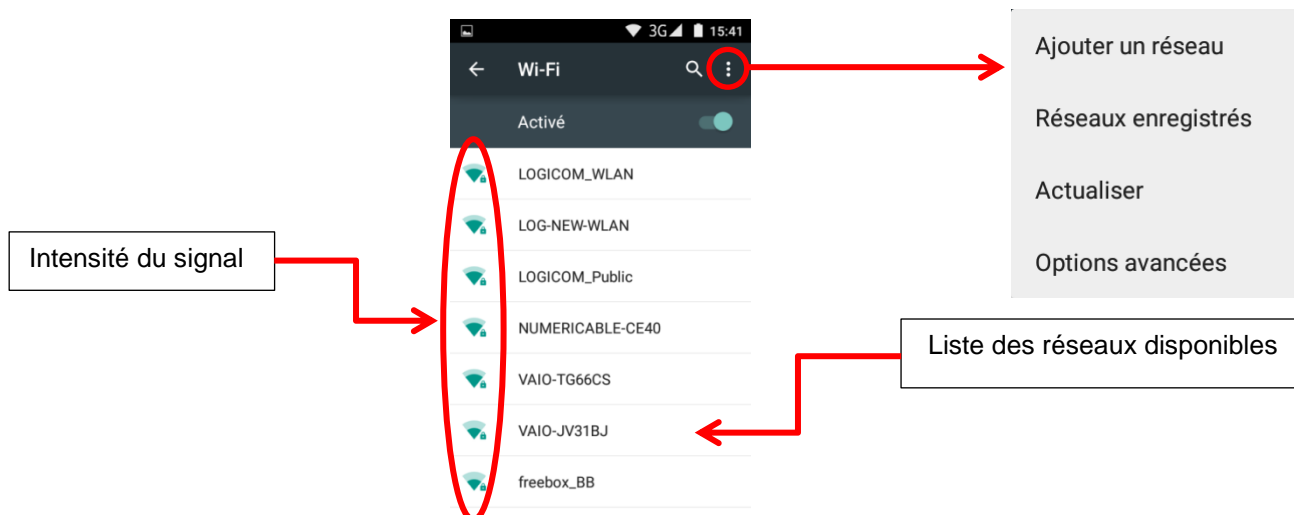 3G 15:41
Wi-Fi
Activé
LOGICOM_WLAN
LOG-NEW-WLAN
LOGICOM_Public
NUMERICABLE-CE40
VAIO-TG66CS
VAIO-JV31BJ
freebox_BB
Intensité du signal
Ajouter un réseau
Réseaux enregistrés
Actualiser
Options avancées
Liste des réseaux disponibles